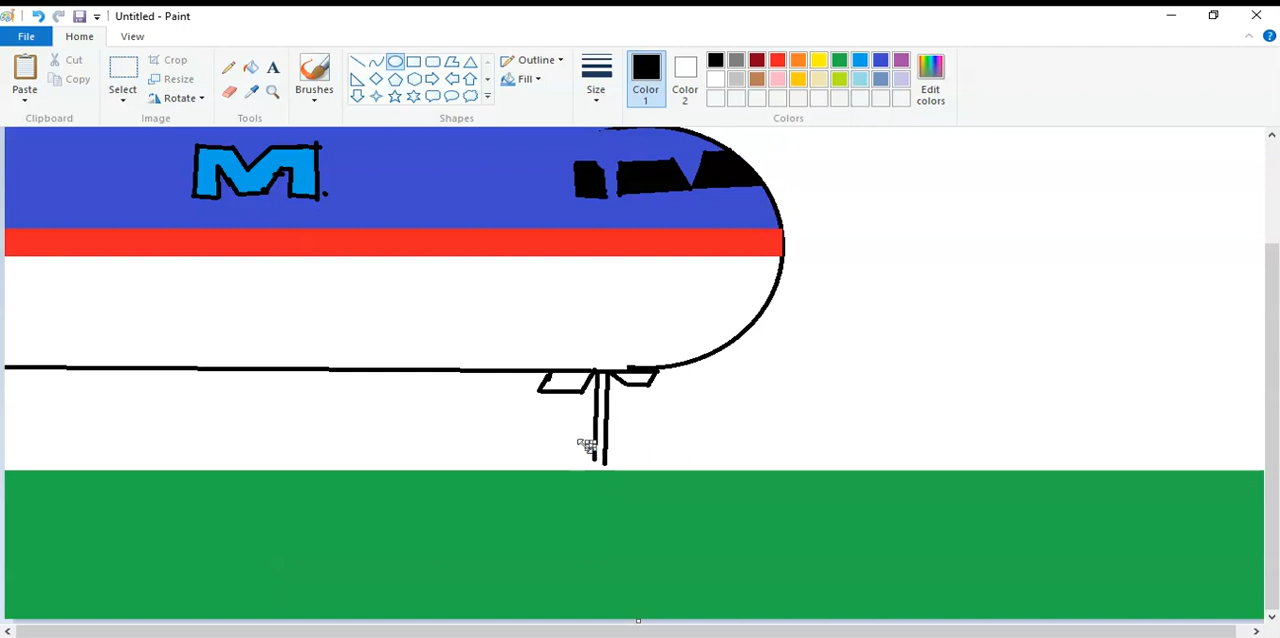 Untitled - Paint
File Home View
Paste
Cut
Copy
Clipboard
Select
Crop
Resize
Rotate
Image
A
Tools
Brushes
Outline
Fill
Shapes
Size
Color 1
Color 2
Edit colors
Colors
M.